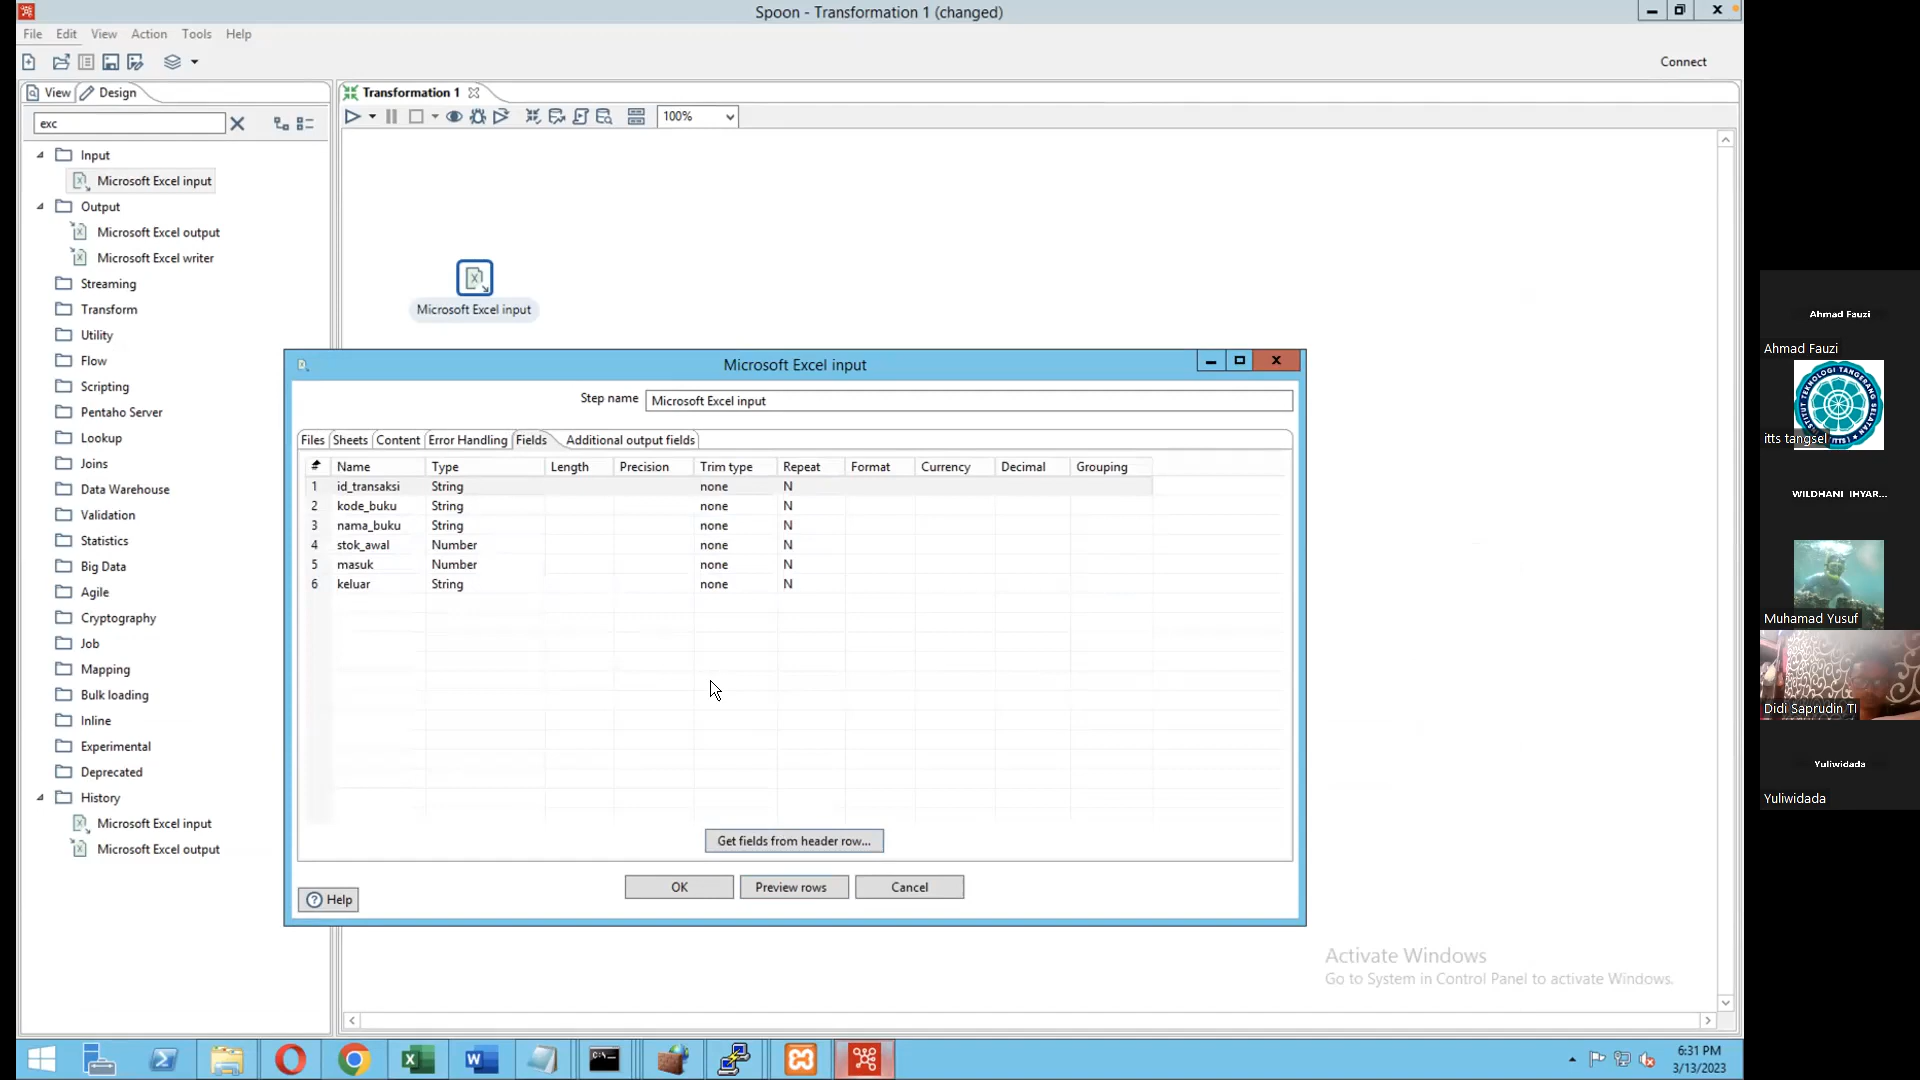 Spoon - Transformation 1 (changed)
File Edit View Action Tools Help
Connect
View Design
exc
Input
Microsoft Excel input
Output
Microsoft Excel output
Microsoft Excel writer
Streaming
Transform
Utility
Flow
Scripting
Pentaho Server
Lookup
Joins
Data Warehouse
Validation
Statistics
Big Data
Agile
Cryptography
Job
Mapping
Bulk loading
Inline
Experimental
Deprecated
History
Microsoft Excel input
Microsoft Excel output
Transformation 1
100%
Microsoft Excel input
Microsoft Excel input
Step name Microsoft Excel input
Files Sheets Content Error Handling Fields Additional output fields
# Name Type Length Precision Trim type Repeat Format Currency Decimal Grouping
1 id_transaksi String none N
2 kode_buku String none N
3 nama_buku String none N
4 stok_awal Number none N
5 masuk Number none N
6 keluar String none N
Get fields from header row...
OK Preview rows Cancel
Help
Activate Windows
Go to System in Control Panel to activate Windows.
6:31 PM
3/13/2023
Ahmad Fauzi
Ahmad Fauzi
itts tangsel
WILDHANI IHYAR...
Muhamad Yusuf
Didi Saprudin TI
Yuliwidada
Yuliwidada